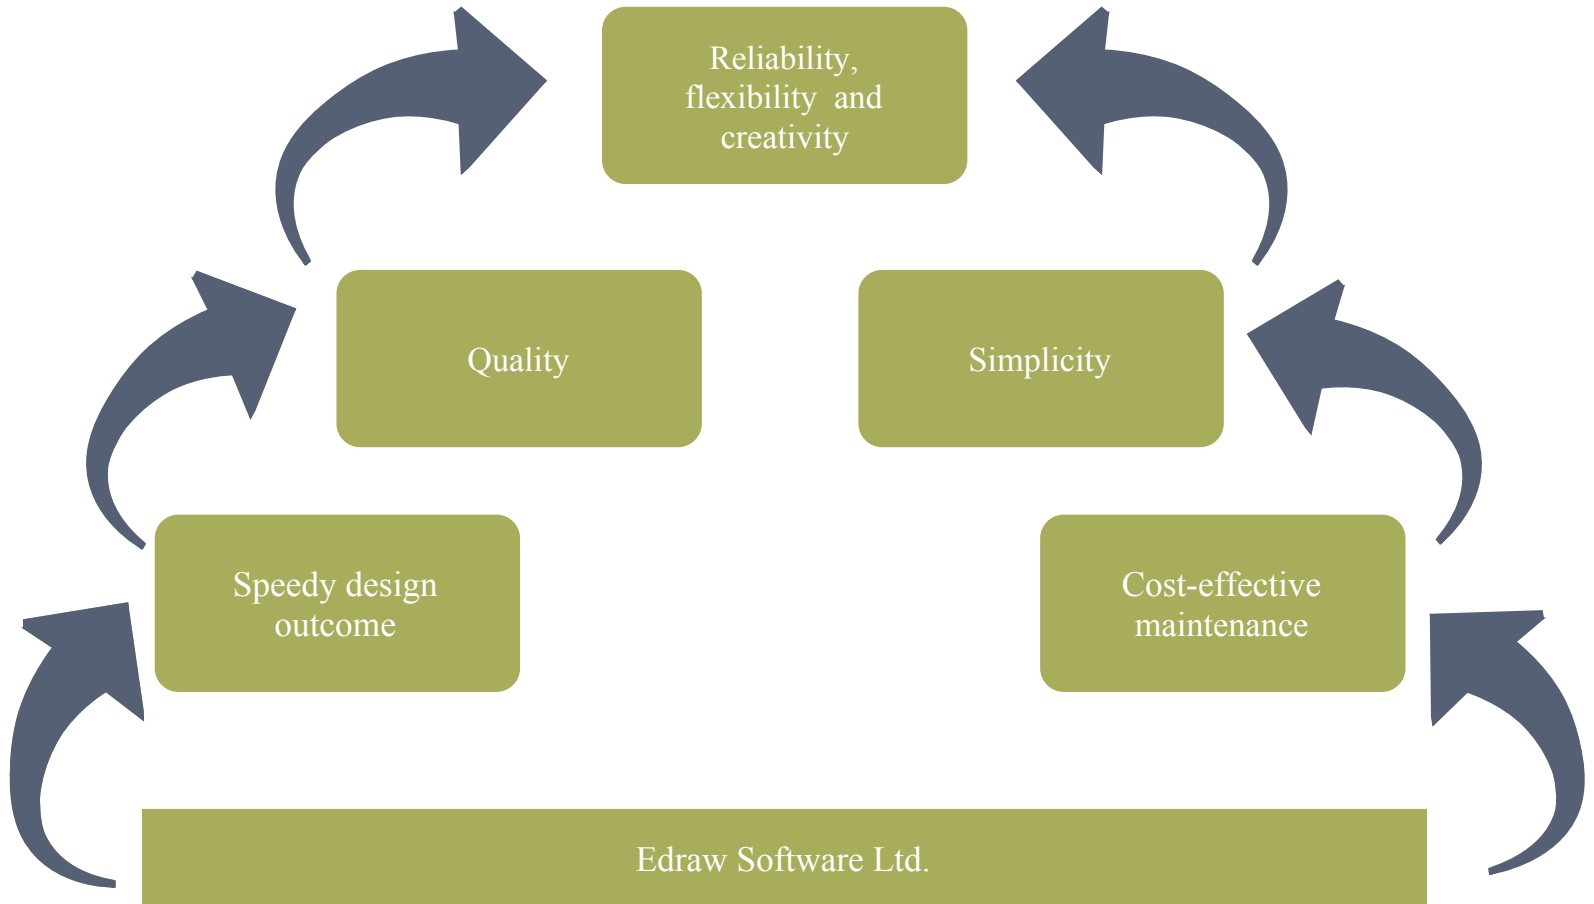 Reliability,
flexibility  and
creativity
Quality
Simplicity
Speedy design
outcome
Cost-effective
maintenance
Edraw Software Ltd.